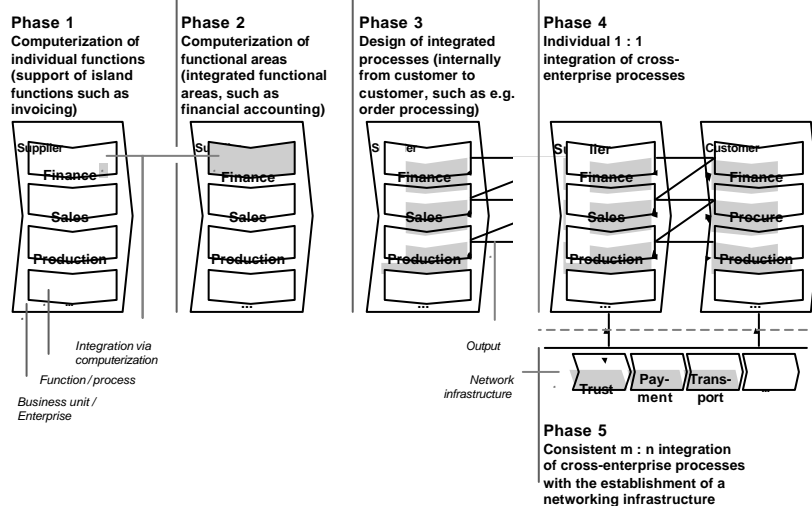 Phase 1
Computerization of
individual functions
(support of island
functions such as
invoicing)
Phase 2
Computerization of
functional areas
(integrated functional
areas, such as
financial accounting)
Phase 3
Design of integrated
processes (internally
from customer to
customer, such as e.g.
order processing)
Phase 4
Individual 1 : 1
integration of cross-
enterprise processes
Supplier
Finance
Sales
Production
...
Finance
Sales
Production
...
Finance
Sales
Production
...
Finance
Sales
Production
...
Customer
Finance
Procure
Production
...
Integration via
computerization
Function / process
Business unit /
Enterprise
Output
Network
infrastructure
Trust
Pay-
ment
Trans-
port
...
Phase 5
Consistent m : n integration
of cross-enterprise processes
with the establishment of a
networking infrastructure